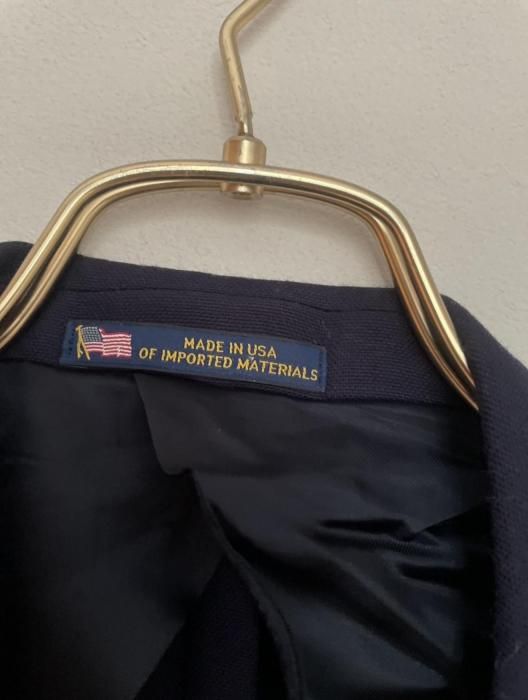 MADE IN USA
OF IMPORTED MATERIALS